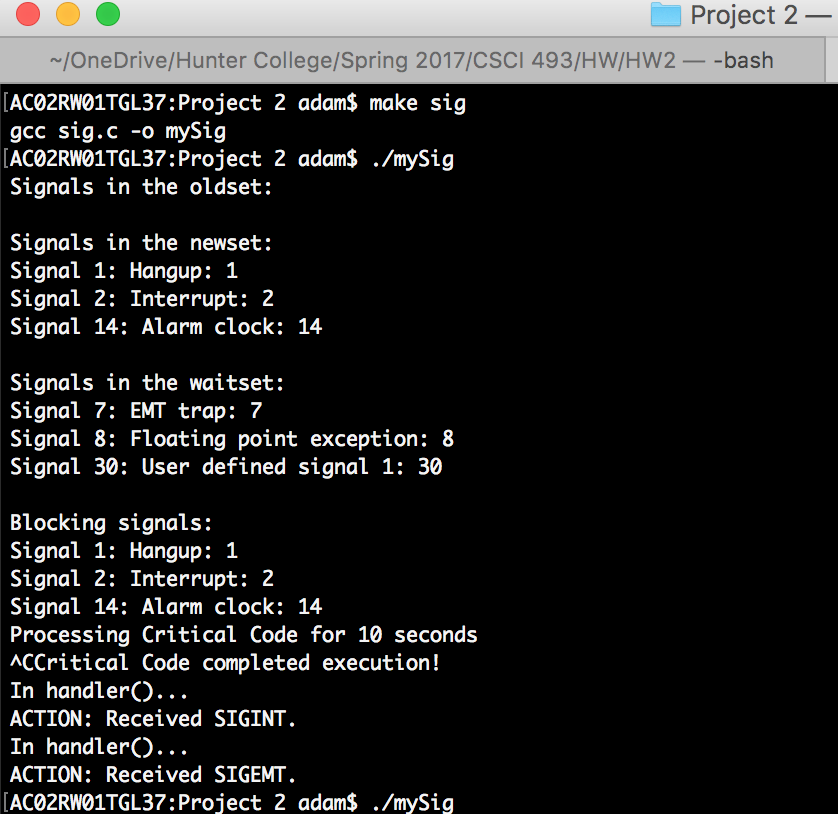 Project 2 —
~/OneDrive/Hunter College/Spring 2017/CSCI 493/HW/HW2 — -bash
[AC02RW01TGL37:Project 2 adam$ make sig
gcc sig.c -o mySig
[AC02RW01TGL37:Project 2 adam$ ./mySig
Signals in the oldset:
Signals in the newset:
Signal 1: Hangup: 1
Signal 2: Interrupt: 2
Signal 14: Alarm clock: 14
Signals in the waitset:
Signal 7: EMT trap: 7
Signal 8: Floating point exception: 8
Signal 30: User defined signal 1: 30
Blocking signals:
Signal 1: Hangup: 1
Signal 2: Interrupt: 2
Signal 14: Alarm clock: 14
Processing Critical Code for 10 seconds
^CCritical Code completed execution!
In handler()...
ACTION: Received SIGINT.
In handler()...
ACTION: Received SIGEMT.
[AC02RW01TGL37:Project 2 adam$ ./mySig